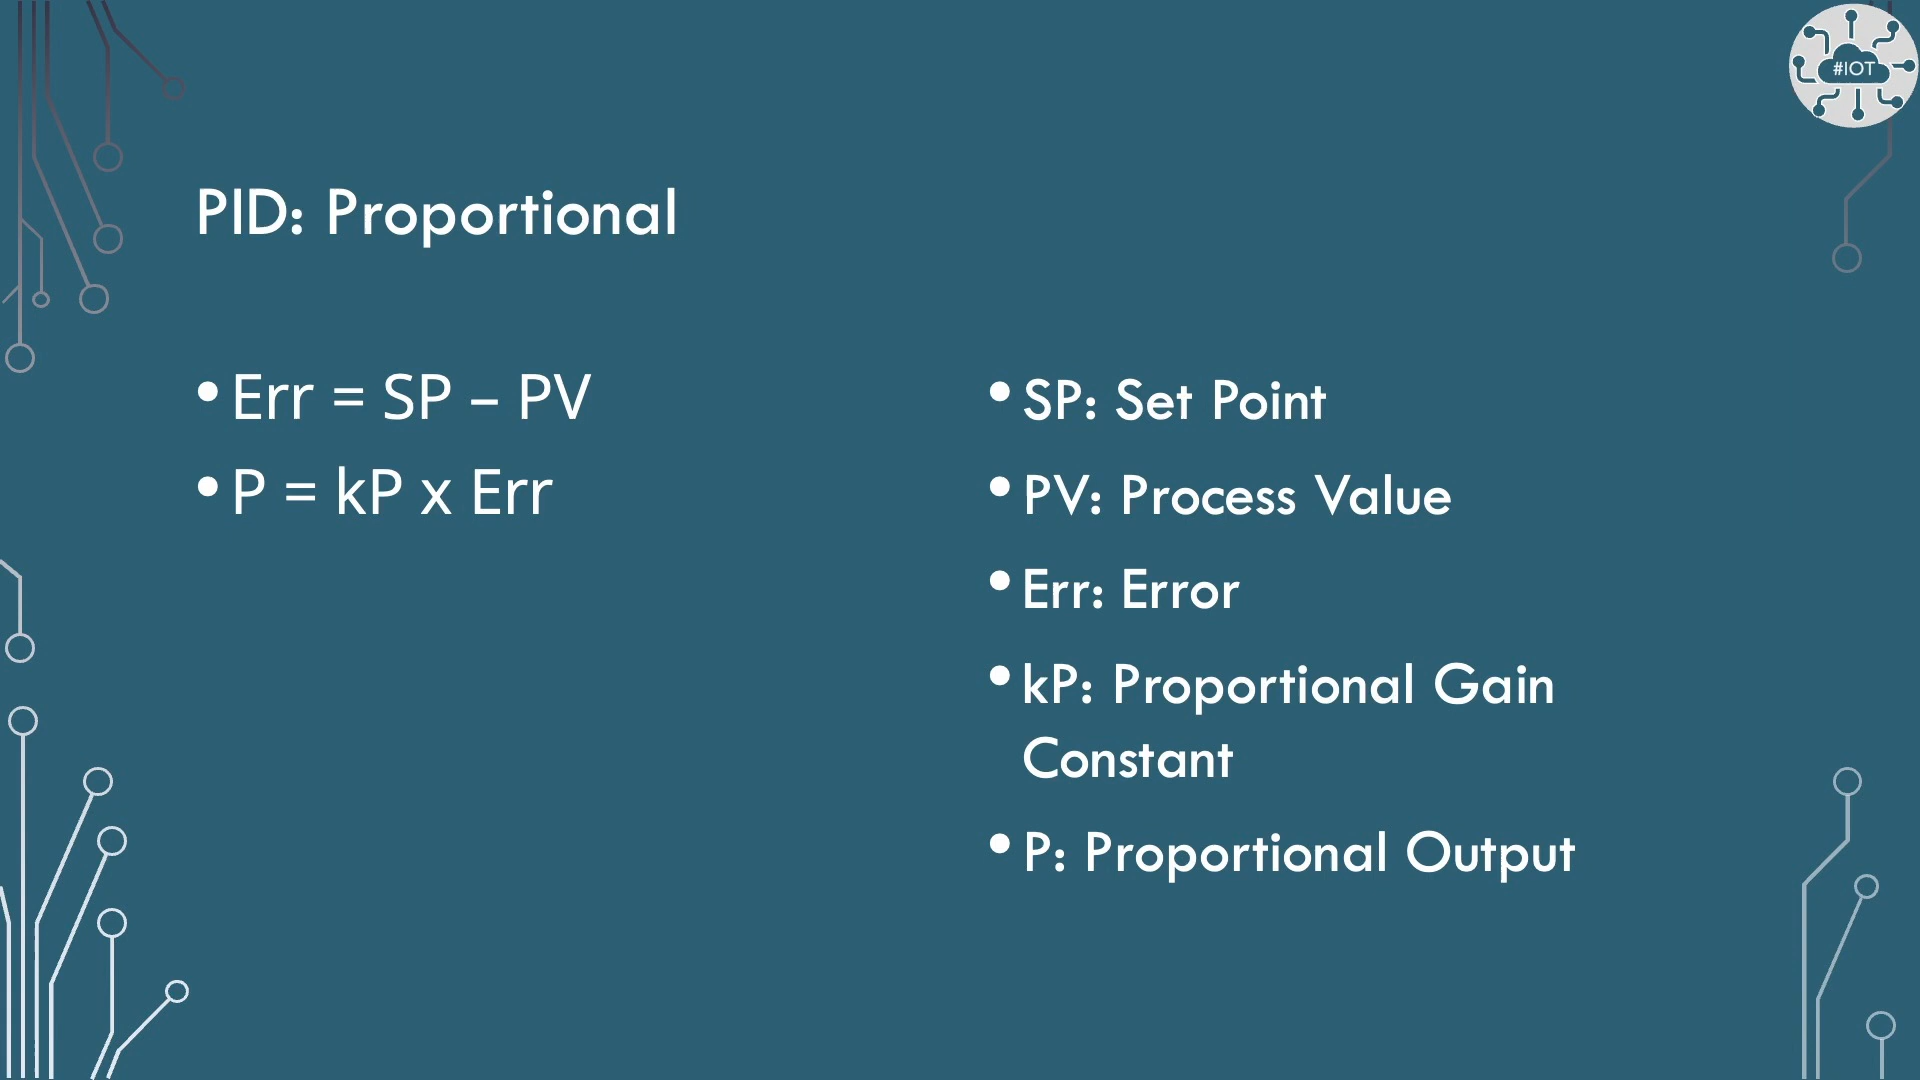 #IOT
PID: Proportional
• Err = SP – PV
• P = kP x Err
• SP: Set Point
• PV: Process Value
• Err: Error
• kP: Proportional Gain
Constant
• P: Proportional Output